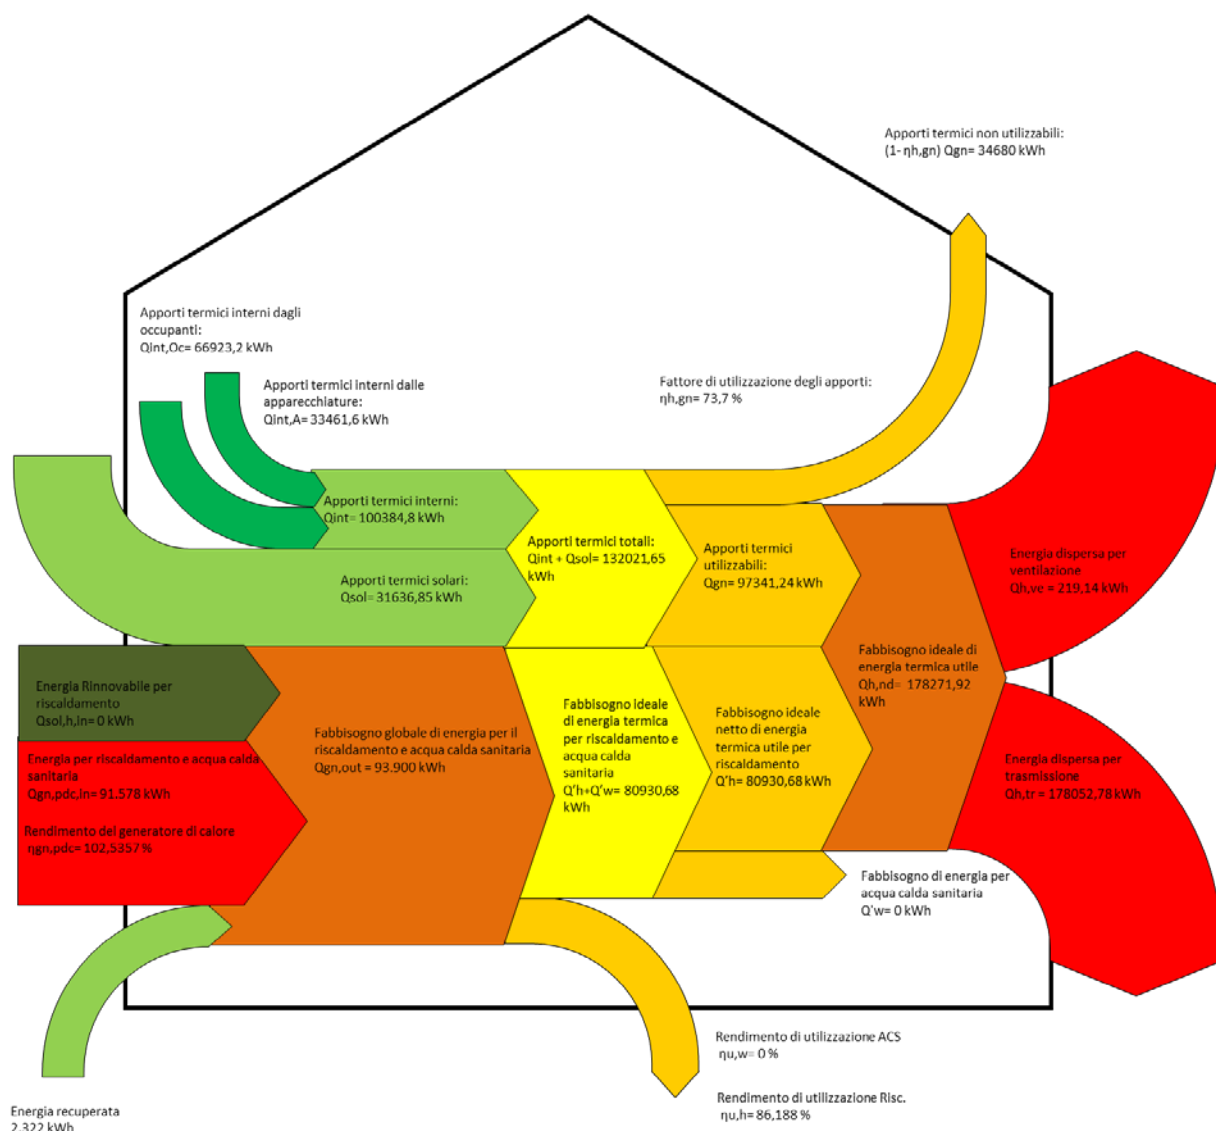 Apporti termici non utilizzabili:
(1- ηh,gn) Qgn= 34680 kWh
Apporti termici interni dagli
occupanti:
Qint,Oc= 66923,2 kWh
Apporti termici interni dalle
apparecchiature:
Qint,A= 33461,6 kWh
Fattore di utilizzazione degli apporti:
ηh,gn= 73,7 %
Apporti termici interni:
Qint= 100384,8 kWh
Apporti termici solari:
Qsol= 31636,85 kWh
Apporti termici totali:
Qint + Qsol= 132021,65
kWh
Apporti termici
utilizzabili:
Qgn= 97341,24 kWh
Energia dispersa per
ventilazione
Qh,ve = 219,14 kWh
Fabbisogno ideale di
energia termica utile
Qh,nd=  178271,92
kWh
Energia Rinnovabile per
riscaldamento
Qsol,h,in= 0 kWh
Energia per riscaldamento e acqua calda
sanitaria
Qgn,pdc,in= 91.578 kWh
Rendimento del generatore di calore
ηgn,pdc= 102,5357 %
Fabbisogno globale di energia per il
riscaldamento e acqua calda sanitaria
Qgn,out = 93.900 kWh
Fabbisogno ideale
di energia termica
per riscaldamento e
acqua calda
sanitaria
Q'h+Q'w= 80930,68
kWh
Fabbisogno ideale
netto di energia
termica utile per
riscaldamento
Q'h= 80930,68 kWh
Energia dispersa per
trasmissione
Qh,tr = 178052,78 kWh
Fabbisogno di energia per
acqua calda sanitaria
Q'w= 0 kWh
Rendimento di utilizzazione ACS
ηu,w= 0 %
Rendimento di utilizzazione Risc.
ηu,h= 86,188 %
Energia recuperata
2.322 kWh